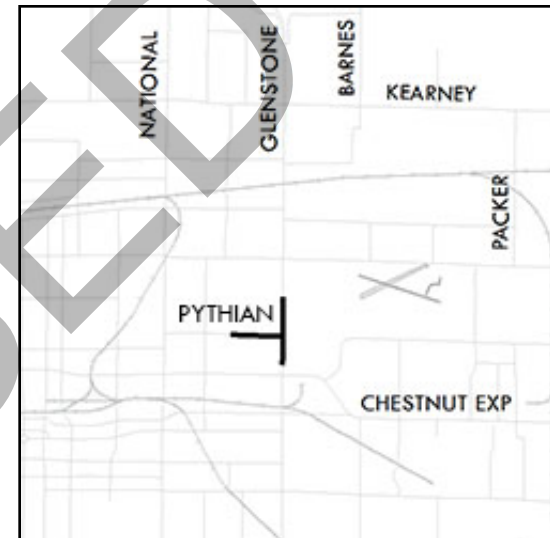 NATIONAL
GLENSTONE
BARNES
KEARNEY
PACKER
PYTHIAN
CHESTNUT EXP